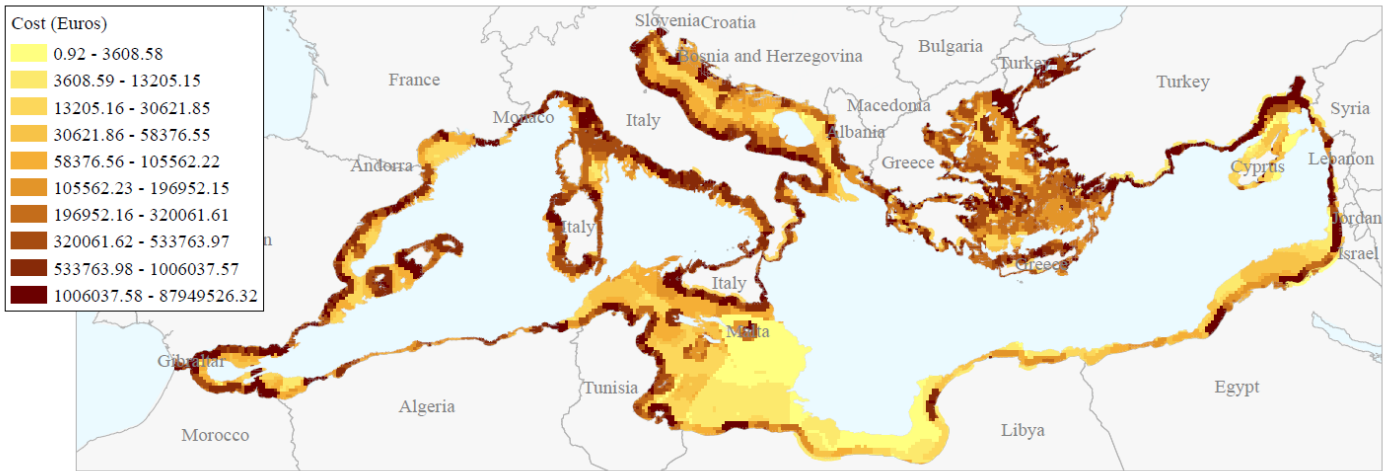 Cost (Euros)
0.92 - 3608.58
3608.59 - 13205.15
13205.16 - 30621.85
30621.86 - 58376.55
58376.56 - 105562.22
105562.23 - 196952.15
196952.16 - 320061.61
320061.62 - 533763.97
533763.98 - 1006037.57
1006037.58 - 87949526.32
Slovenia
Croatia
Bosnia and Herzegovina
Bulgaria
Turkey
Turkey
France
Macedonia
Syria
Monaco
Italy
Albania
Andorra
Greece
Cyprus
Lebanon
Italy
Jordan
Israel
Greece
Italy
Malta
Gibraltar
Tunisia
Egypt
Algeria
Libya
Morocco